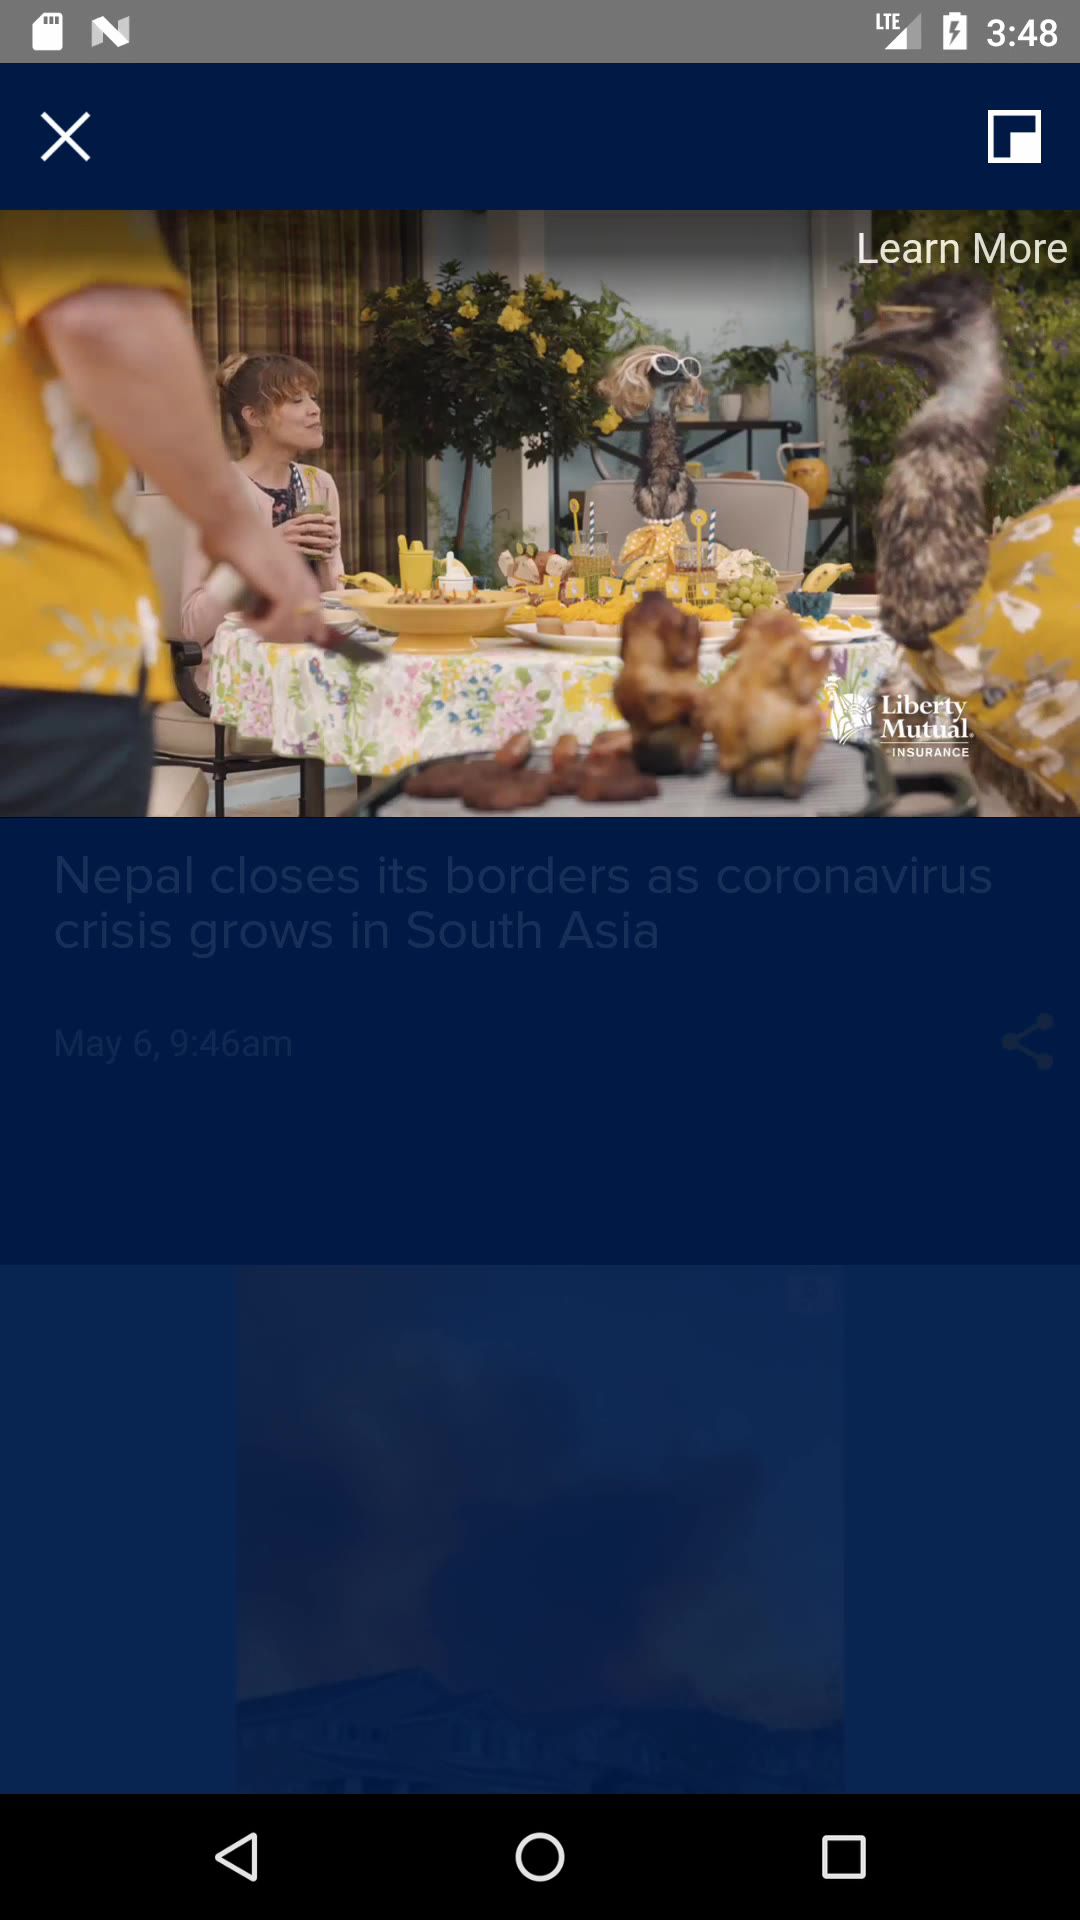 LTE 3:48
Learn More
Liberty
Mutual.
INSURANCE
Nepal closes its borders as coronavirus
crisis grows in South Asia
May 6, 9:46am